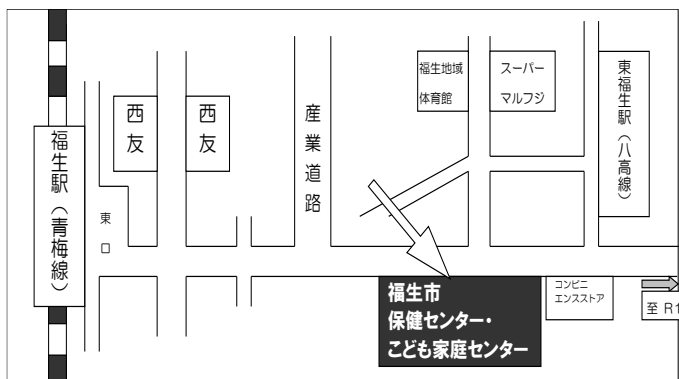 福生駅（青梅線）
東口
西友
西友
産業道路
福生地域
体育館
スーパー
マルフジ
東福生駅（八高線）
福生市
保健センター・
こども家庭センター
コンビニ
エンスストア
至 R1